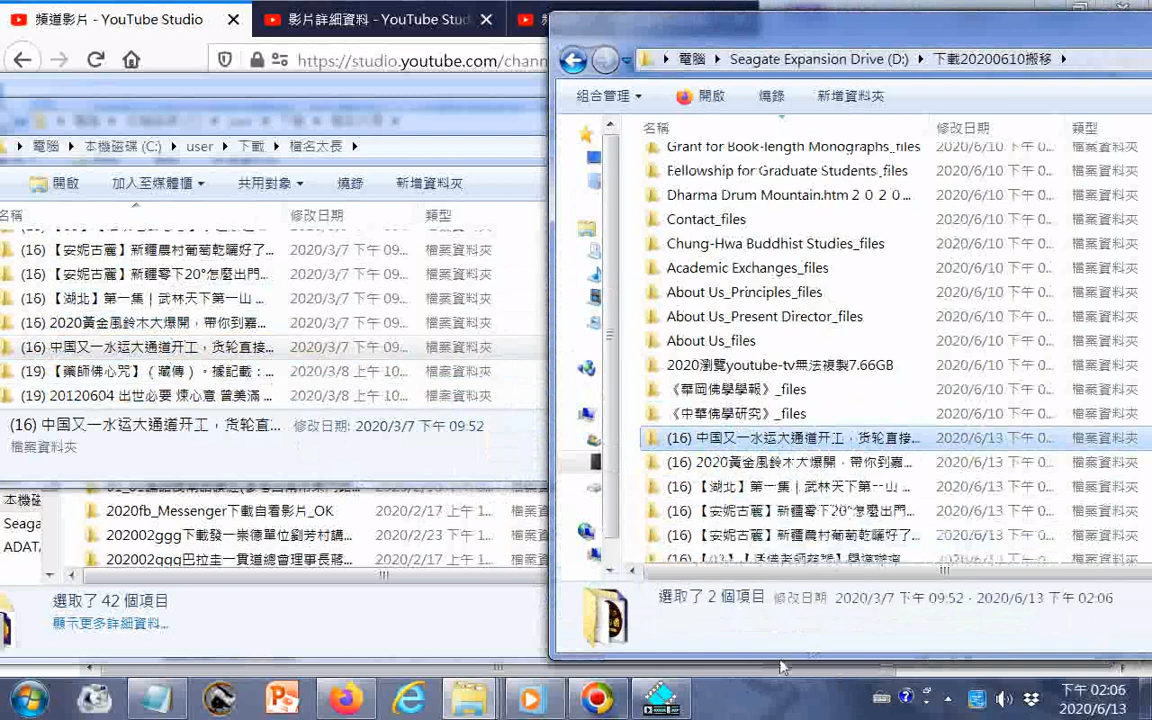 頻道影片 - YouTube Studio
影片詳細資料 - YouTube Stud
https://studio.youtube.com/chann
電腦 本機磁碟 (C:) user 下載 檔名太長
開啟 加入至媒體櫃 共用對象 燒錄 新增資料夾
名稱 修改日期 類型
(16) 【安妮古麗】新疆農村葡萄乾曬好了... 2020/3/7 下午 09... 檔案資料夾
(16) 【安妮古麗】新疆零下20°怎麼出門... 2020/3/7 下午 09... 檔案資料夾
(16) 【湖北】第一集｜武林天下第一山 ... 2020/3/7 下午 09... 檔案資料夾
(16) 2020黃金風鈴木大爆開，帶你到嘉... 2020/3/7 下午 09... 檔案資料夾
(16) 中国又一水运大通道开工，货轮直接... 2020/3/7 下午 09... 檔案資料夾
(19) 【藥師佛心咒】（ 藏傳 ）。據記載：... 2020/3/8 上午 09... 檔案資料夾
(19) 20120604 出世必要 煉心意 曾美滿 ... 2020/3/8 上午 09... 檔案資料夾
(16) 中国又一水运大通道开工，货轮直... 修改日期: 2020/3/7 下午 09:52
檔案資料夾
本機磁
Seaga
ADATA
2020fb_Messenger下載自看影片_OK 2020/2/17 上午 1... 檔案
202002ggg下載發一崇德單位劉芳村講... 2020/2/23 上午 1... 檔案
202002ggg巴拉圭一貫道總會理事長蔣... 2020/2/17 上午 1... 檔案
選取了 42 個項目
顯示更多詳細資料...
電腦 Seagate Expansion Drive (D:) 下載20200610搬移
組合管理 開啟 燒錄 新增資料夾
名稱 修改日期 類型
Grant for Book-length Monographs_files 2020/6/10 下午 0... 檔案資料夾
Fellowship for Graduate Students_files 2020/6/10 下午 0... 檔案資料夾
Dharma Drum Mountain.htm２０２０... 2020/6/10 下午 0... 檔案資料夾
Contact_files 2020/6/10 下午 0... 檔案資料夾
Chung-Hwa Buddhist Studies_files 2020/6/10 下午 0... 檔案資料夾
Academic Exchanges_files 2020/6/10 下午 0... 檔案資料夾
About Us_Principles_files 2020/6/10 下午 0... 檔案資料夾
About Us_Present Director_files 2020/6/10 下午 0... 檔案資料夾
About Us_files 2020/6/10 下午 0... 檔案資料夾
2020瀏覽youtube-tv無法複製7.66GB 2020/6/10 下午 0... 檔案資料夾
《華岡佛學學報》_files 2020/6/10 下午 0... 檔案資料夾
《中華佛學研究》_files 2020/6/10 下午 0... 檔案資料夾
(16) 中国又一水运大通道开工，货轮直接... 2020/6/13 下午 0... 檔案資料夾
(16) 2020黃金風鈴木大爆開，帶你到嘉... 2020/6/13 下午 0... 檔案資料夾
(16) 【湖北】第一集｜武林天下第一山 ... 2020/6/13 下午 0... 檔案資料夾
(16) 【安妮古麗】新疆零下20°怎麼出門... 2020/6/13 下午 0... 檔案資料夾
(16) 【安妮古麗】新疆農村葡萄乾曬好了... 2020/6/13 下午 0... 檔案資料夾
選取了 2 個項目 修改日期 2020/3/7 下午 09:52 - 2020/6/13 下午 02:06
下午 02:06
2020/6/13